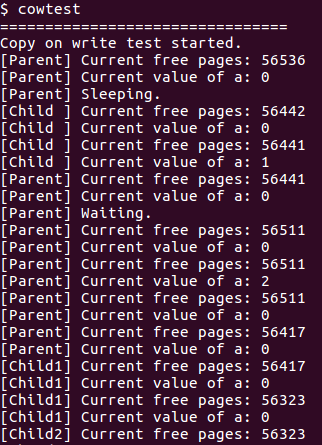 $ cowtest
================================
Copy on write test started.
[Parent] Current free pages: 56536
[Parent] Current value of a: 0
[Parent] Sleeping.
[Child ] Current free pages: 56442
[Child ] Current value of a: 0
[Child ] Current free pages: 56441
[Child ] Current value of a: 1
[Parent] Current free pages: 56441
[Parent] Current value of a: 0
[Parent] Waiting.
[Parent] Current free pages: 56511
[Parent] Current value of a: 0
[Parent] Current free pages: 56511
[Parent] Current value of a: 2
[Parent] Current free pages: 56511
[Parent] Current value of a: 0
[Parent] Current free pages: 56417
[Parent] Current value of a: 0
[Child1] Current free pages: 56417
[Child1] Current value of a: 0
[Child1] Current free pages: 56323
[Child1] Current value of a: 0
[Child2] Current free pages: 56323